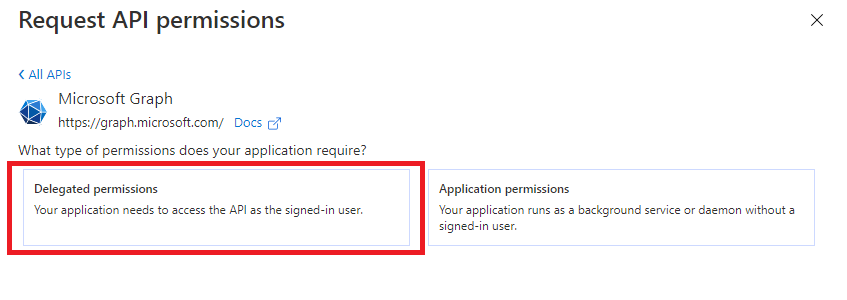 Request API permissions
All APIs
Microsoft Graph
https://graph.microsoft.com/ Docs
What type of permissions does your application require?
Delegated permissions
Your application needs to access the API as the signed-in user.
Application permissions
Your application runs as a background service or daemon without a
signed-in user.